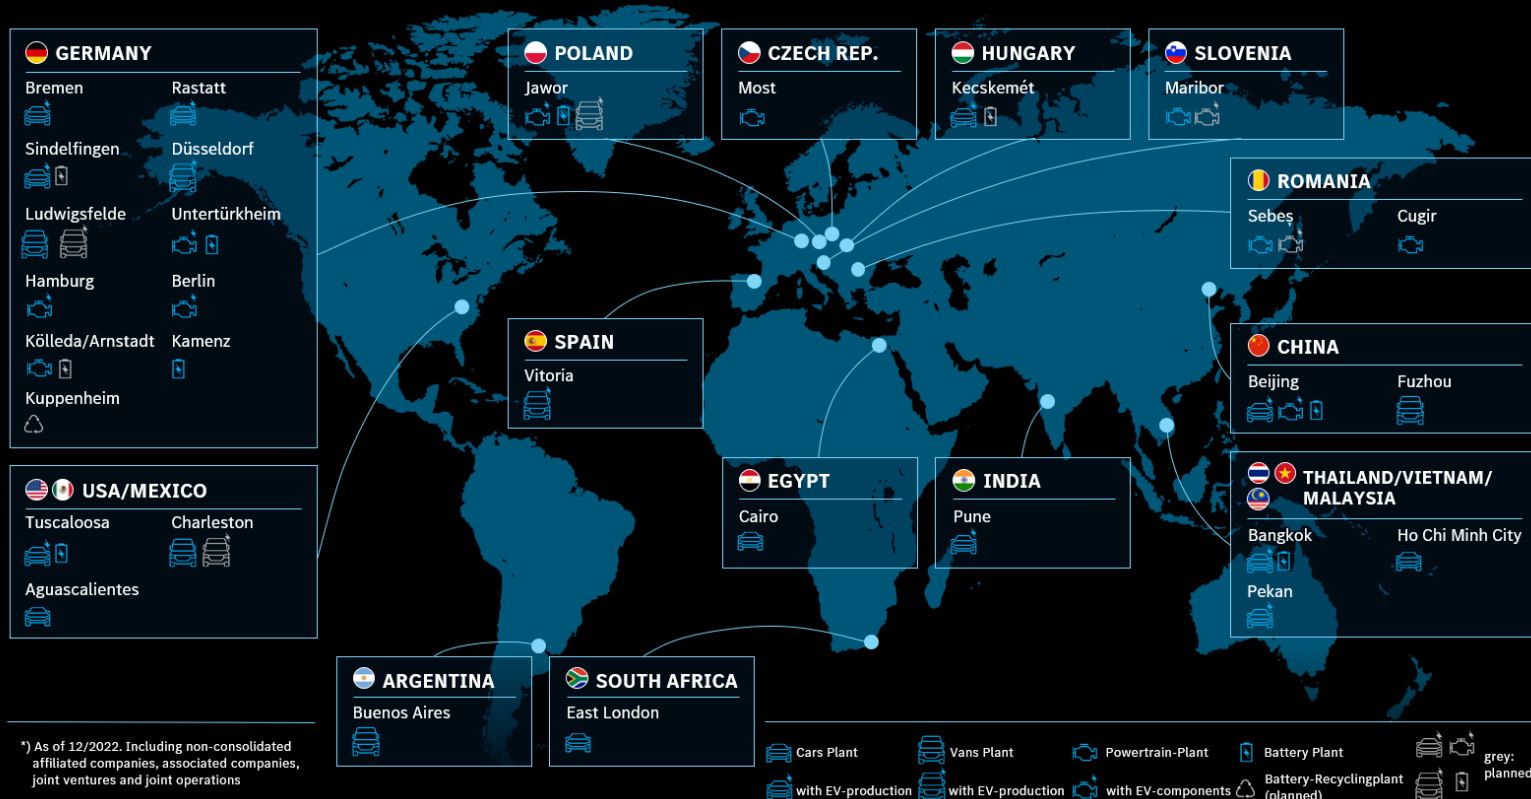 GERMANY
Bremen
Rastatt
Sindelfingen
Düsseldorf
Ludwigsfelde
Untertürkheim
Hamburg
Berlin
Kölleda/Arnstadt
Kamenz
Kuppenheim
USA/MEXICO
Tuscaloosa
Charleston
Aguascalientes
POLAND
Jawor
CZECH REP.
Most
HUNGARY
Kecskemét
SLOVENIA
Maribor
ROMANIA
Sebeș
Cugir
SPAIN
Vitoria
CHINA
Beijing
Fuzhou
EGYPT
Cairo
INDIA
Pune
THAILAND/VIETNAM/
MALAYSIA
Bangkok
Ho Chi Minh City
Pekan
ARGENTINA
Buenos Aires
SOUTH AFRICA
East London
*) As of 12/2022. Including non-consolidated
affiliated companies, associated companies,
joint ventures and joint operations
Cars Plant
Vans Plant
Powertrain-Plant
Battery Plant
grey:
planned
with EV-production
with EV-production
with EV-components
Battery-Recyclingplant
(planned)